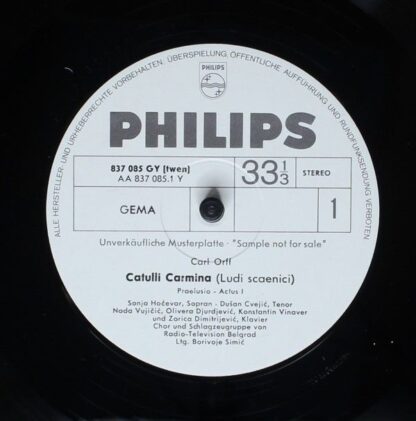 ALLE HERSTELLER- UND URHEBERRECHTE VORBEHALTEN. ÜBERSPIELUNG, ÖFFENTLICHE AUFFÜHRUNG UND RUNDFUNKSENDUNG VERBOTEN.
PHILIPS
PHILIPS
837 085 GY [twen]
AA 837 085.1 Y
33 1/3
STEREO
GEMA
1
Unverkäufliche Musterplatte · "Sample not for sale"
Carl Orff
Catulli Carmina (Ludi scaenici)
Praelusio - Actus I
Sonja Hočevar, Sopran - Dušan Cvejić, Tenor
Nada Vujičić, Olivera Djurdjević, Konstantin Vinaver
und Zorica Dimitrijević, Klavier
Chor und Schlagzeuggruppe von
Radio-Television Belgrad
Ltg. Borivoje Simić